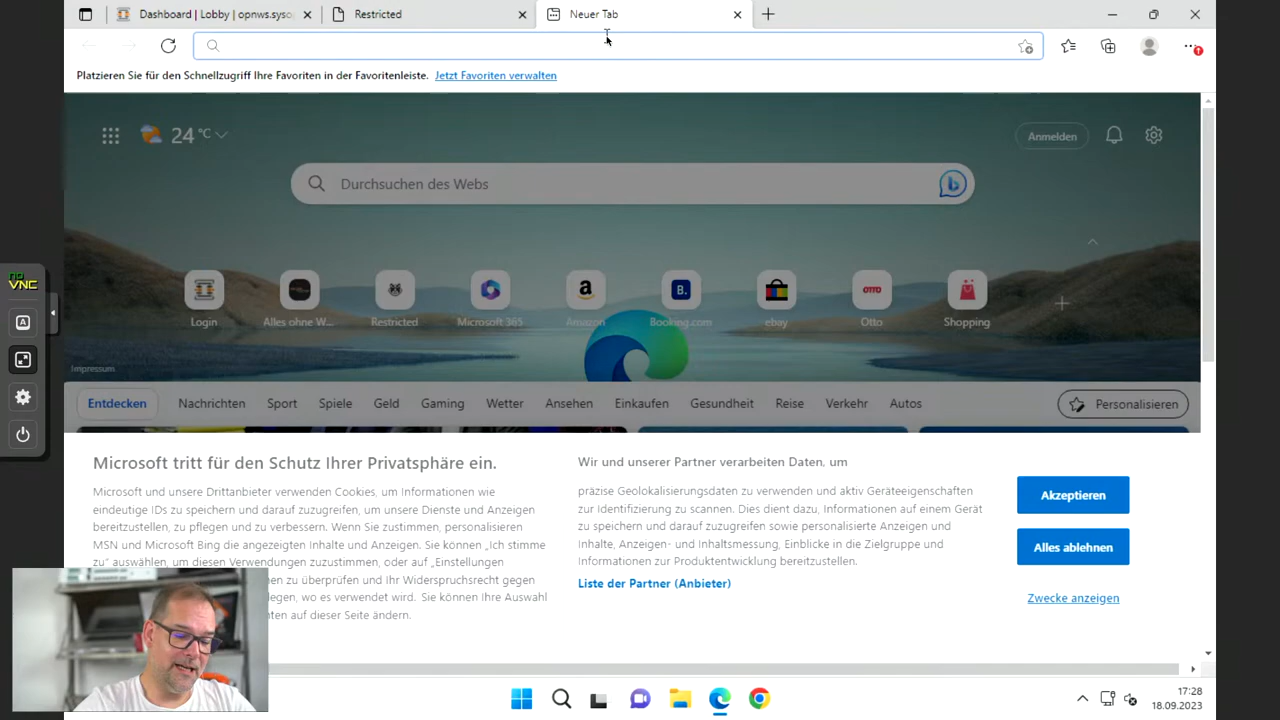 Dashboard | Lobby | opnws.syso
Restricted
Neuer Tab
Platzieren Sie für den Schnellzugriff Ihre Favoriten in der Favoritenleiste. Jetzt Favoriten verwalten
24 °C
Anmelden
Durchsuchen des Webs
Login
Alles ohne W...
Restricted
Microsoft 365
Amazon
Booking.com
ebay
Otto
Shopping
Impressum
Entdecken
Nachrichten
Sport
Spiele
Geld
Gaming
Wetter
Ansehen
Einkaufen
Gesundheit
Reise
Verkehr
Autos
Personalisieren
no
VNC
Microsoft tritt für den Schutz Ihrer Privatsphäre ein.
Microsoft und unsere Drittanbieter verwenden Cookies, um Informationen wie
eindeutige IDs zu speichern und darauf zuzugreifen, um unsere Dienste und Anzeigen
bereitzustellen, zu pflegen und zu verbessern. Wenn Sie zustimmen, personalisieren
MSN und Microsoft Bing die angezeigten Inhalte und Anzeigen. Sie können „Ich stimme
zu" auswählen, um diesen Verwendungen zuzustimmen, oder auf „Einstellungen
en zu überprüfen und Ihr Widerspruchsrecht gegen
legen, wo es verwendet wird. Sie können Ihre Auswahl
ten auf dieser Seite ändern.
Wir und unserer Partner verarbeiten Daten, um
präzise Geolokalisierungsdaten zu verwenden und aktiv Geräteeigenschaften
zur Identifizierung zu scannen. Dies dient dazu, Informationen auf einem Gerät
zu speichern und darauf zuzugreifen sowie personalisierte Anzeigen und
Inhalte, Anzeigen- und Inhaltsmessung, Einblicke in die Zielgruppe und
Informationen zur Produktentwicklung bereitzustellen.
Liste der Partner (Anbieter)
Akzeptieren
Alles ablehnen
Zwecke anzeigen
17:28
18.09.2023